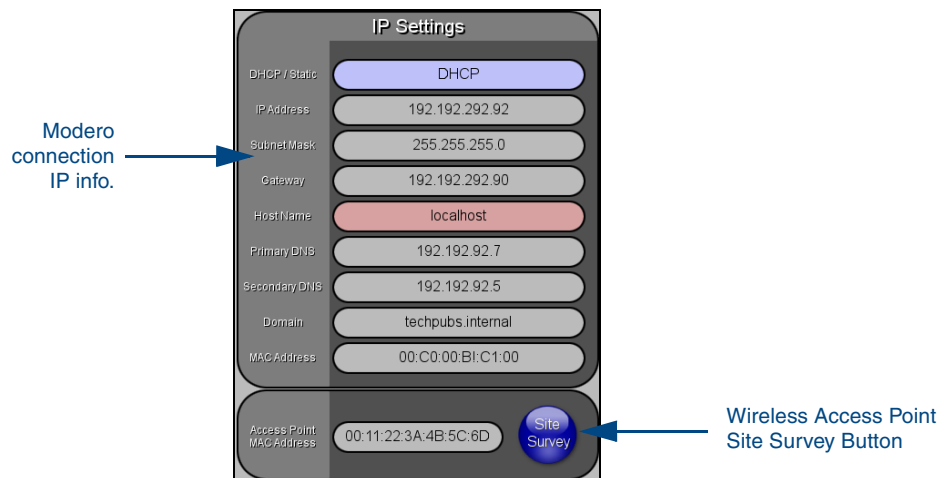 IP Settings
DHCP / Static
DHCP
IP Address
192.192.292.92
Subnet Mask
255.255.255.0
Gateway
192.192.292.90
Host Name
localhost
Primary DNS
192.192.92.7
Secondary DNS
192.192.92.5
Domain
techpubs.internal
MAC Address
00:C0:00:B!:C1:00
Access Point
MAC Address
00:11:22:3A:4B:5C:6D
Site
Survey
Modero
connection
IP info.
Wireless Access Point
Site Survey Button